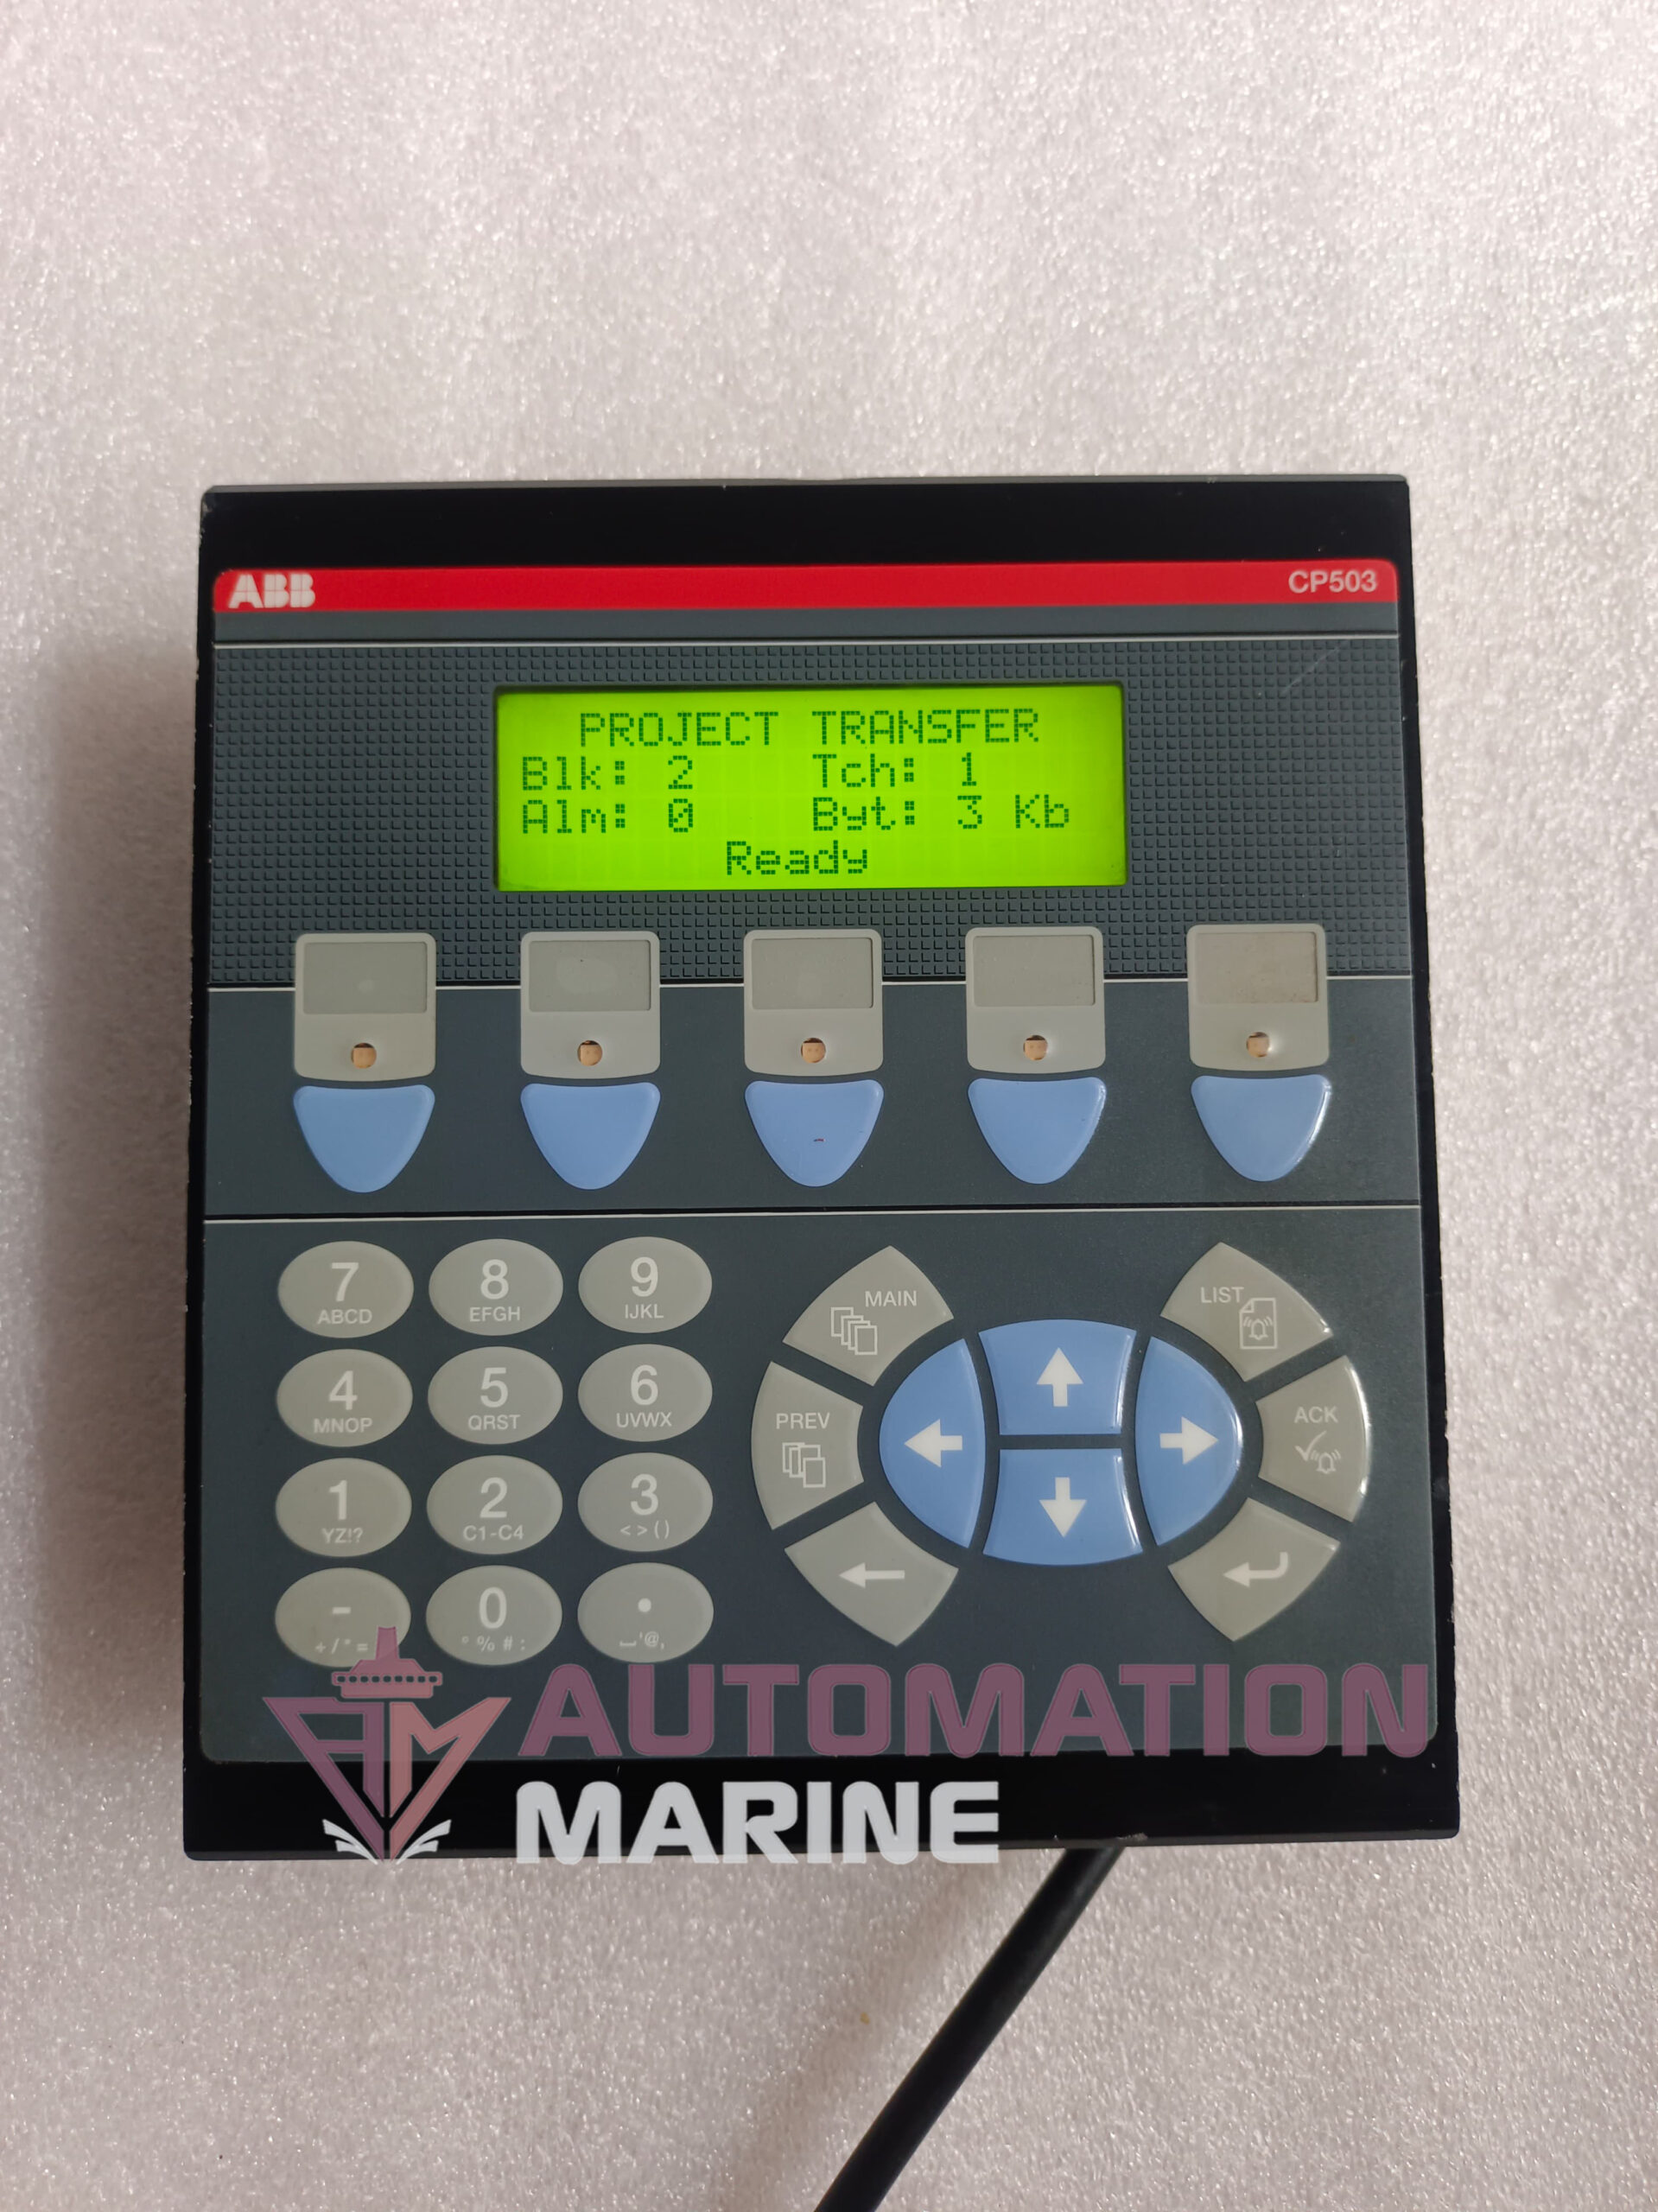 ABB
CP503
PROJECT TRANSFER
Blk: 2 Tch: 1
Alm: 0 Byt: 3 Kb
Ready
7 8 9
ABCD EFGH IJKL
4 5 6
MNOP QRST UVWX
1 2 3
YZ!? C1-C4 <>()
- 0 •
+/*= °%#: ⎵'@,
MAIN
LIST
PREV
ACK
AM
AUTOMATION
MARINE